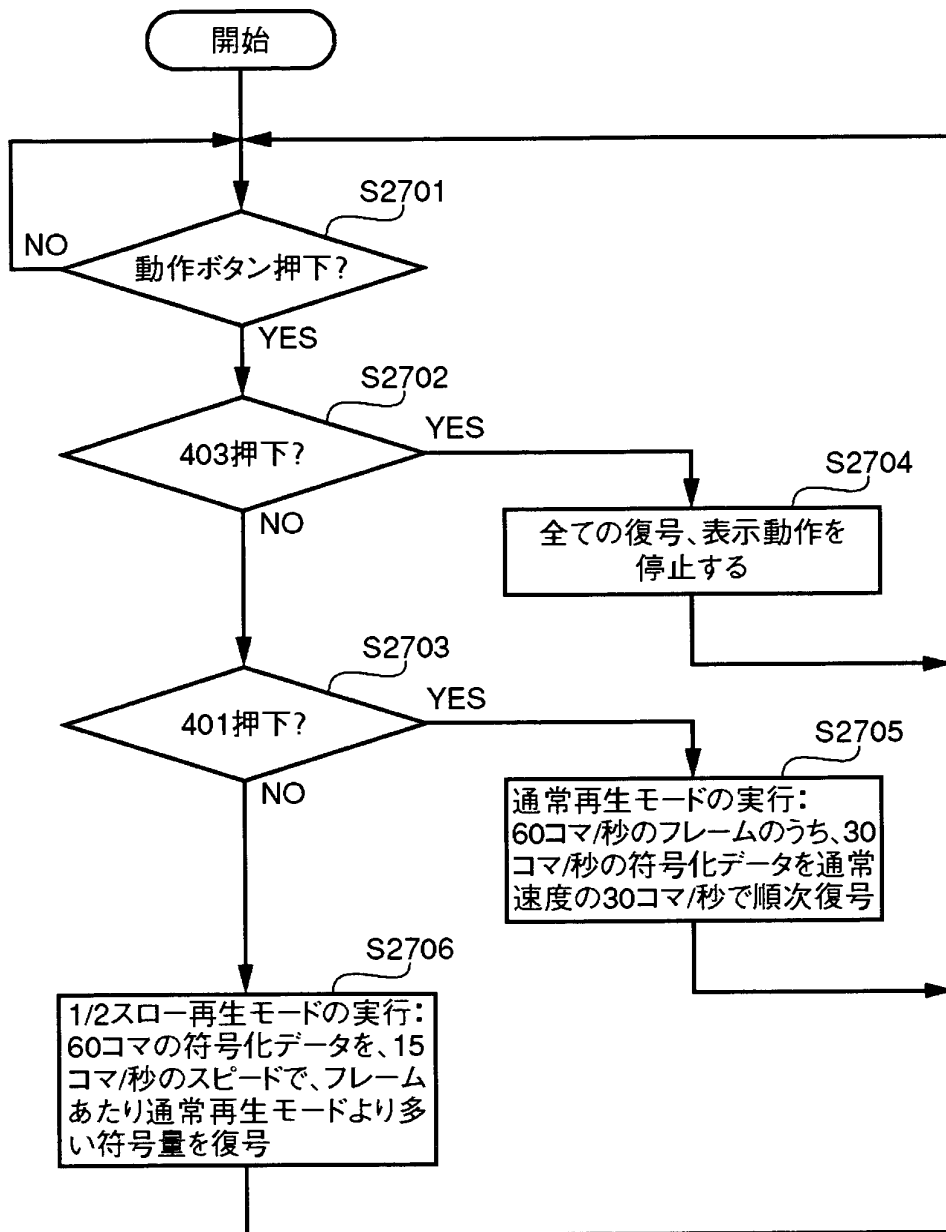 開始
S2701
動作ボタン押下?
NO
YES
S2702
403押下?
YES
NO
S2704
全ての復号、表示動作を
停止する
S2703
401押下?
YES
NO
S2705
通常再生モードの実行:
60コマ/秒のフレームのうち、30
コマ/秒の符号化データを通常
速度の30コマ/秒で順次復号
S2706
1/2スロー再生モードの実行:
60コマの符号化データを、15
コマ/秒のスピードで、フレーム
あたり通常再生モードより多
い符号量を復号